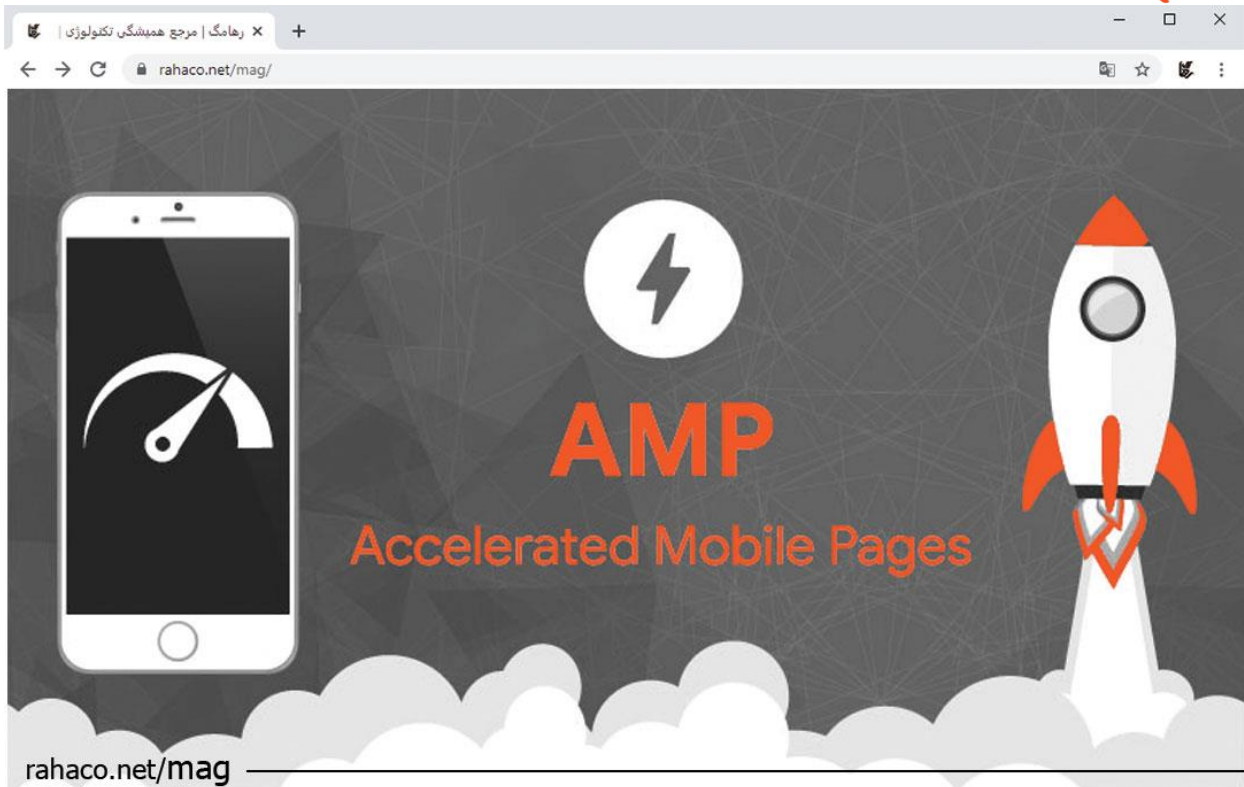 رهامگ | مرجع همیشگی تکنولوژی |
rahaco.net/mag/
AMP
Accelerated Mobile Pages
rahaco.net/mag